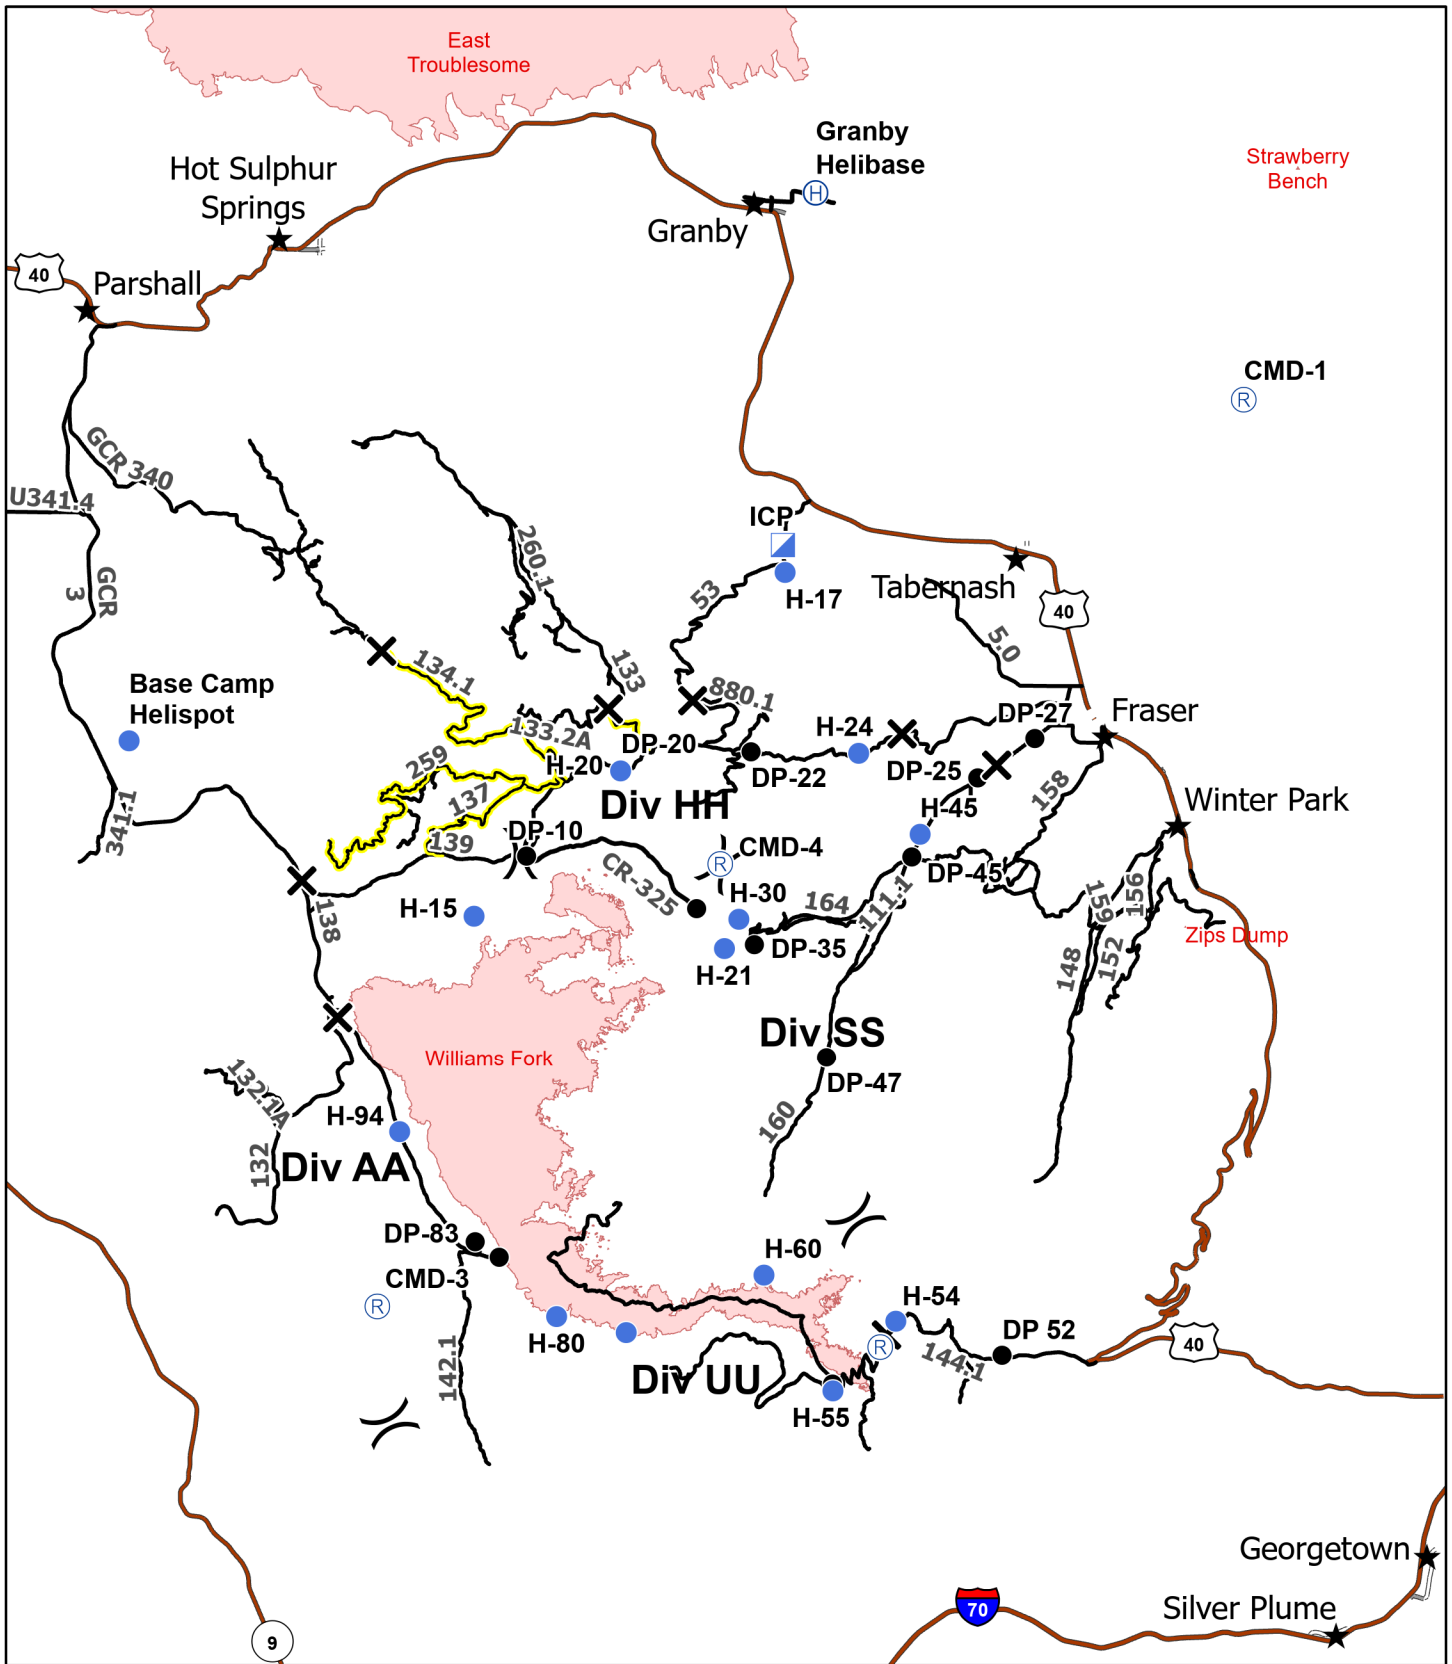 East
Troublesome
Granby
Helibase
H
Strawberry
Bench
Hot Sulphur
Springs
Granby
40
Parshall
CMD-1
R
GCR 340
U341.4
ICP
260.1
GCR
3
53
H-17
Tabernash
40
5.0
134.1
133
880.1
Base Camp
Helispot
133.2A
DP-20
H-24
DP-27
Fraser
259
H-20
DP-22
DP-25
137
Div HH
H-45
158
Winter Park
341.1
139
DP-10
CMD-4
R
CR-325
DP-45
H-15
138
H-30
164
111.1
159
156
H-21
DP-35
148
152
Zips Dump
Div SS
Williams Fork
DP-47
132.1A
H-94
160
132
Div AA
DP-83
CMD-3
R
H-60
H-54
H-80
R
DP 52
40
142.1
Div UU
144.1
H-55
Georgetown
70
Silver Plume
9